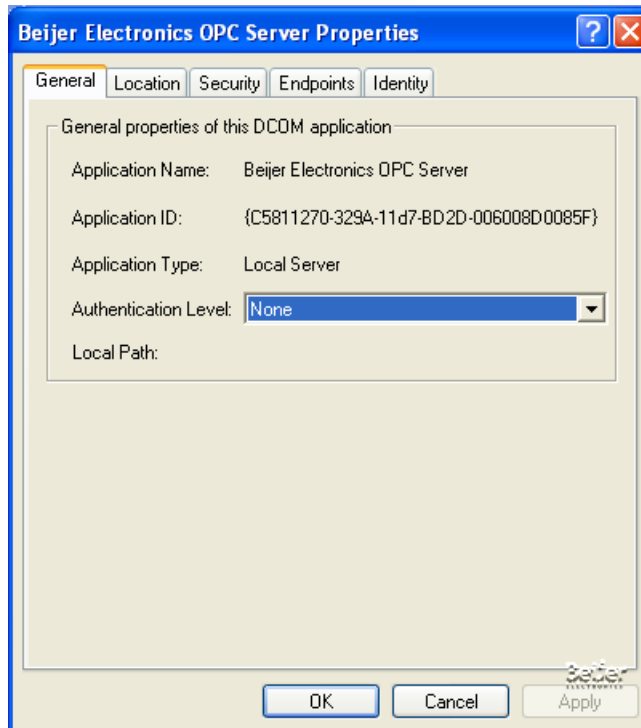 Beijer Electronics OPC Server Properties
General Location Security Endpoints Identity
General properties of this DCOM application
Application Name: Beijer Electronics OPC Server
Application ID: {C5811270-329A-11d7-BD2D-006008D0085F}
Application Type: Local Server
Authentication Level: None
Local Path:
Beijer
ELECTRONICS
OK Cancel Apply